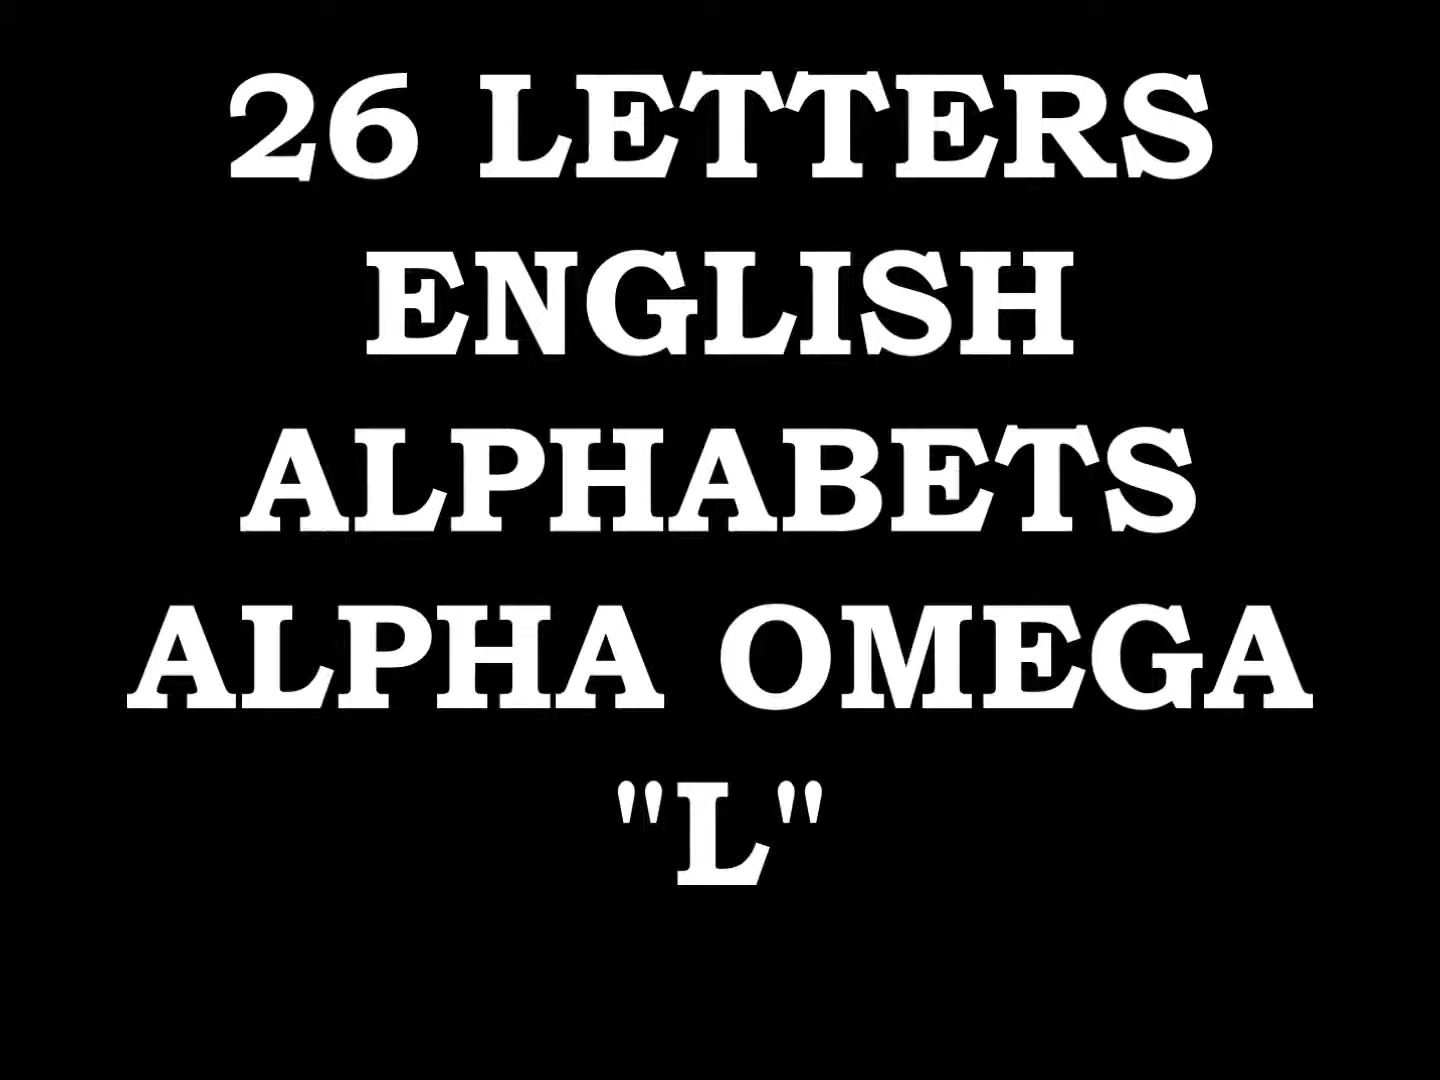 26 LETTERS
ENGLISH
ALPHABETS
ALPHA OMEGA
"L"